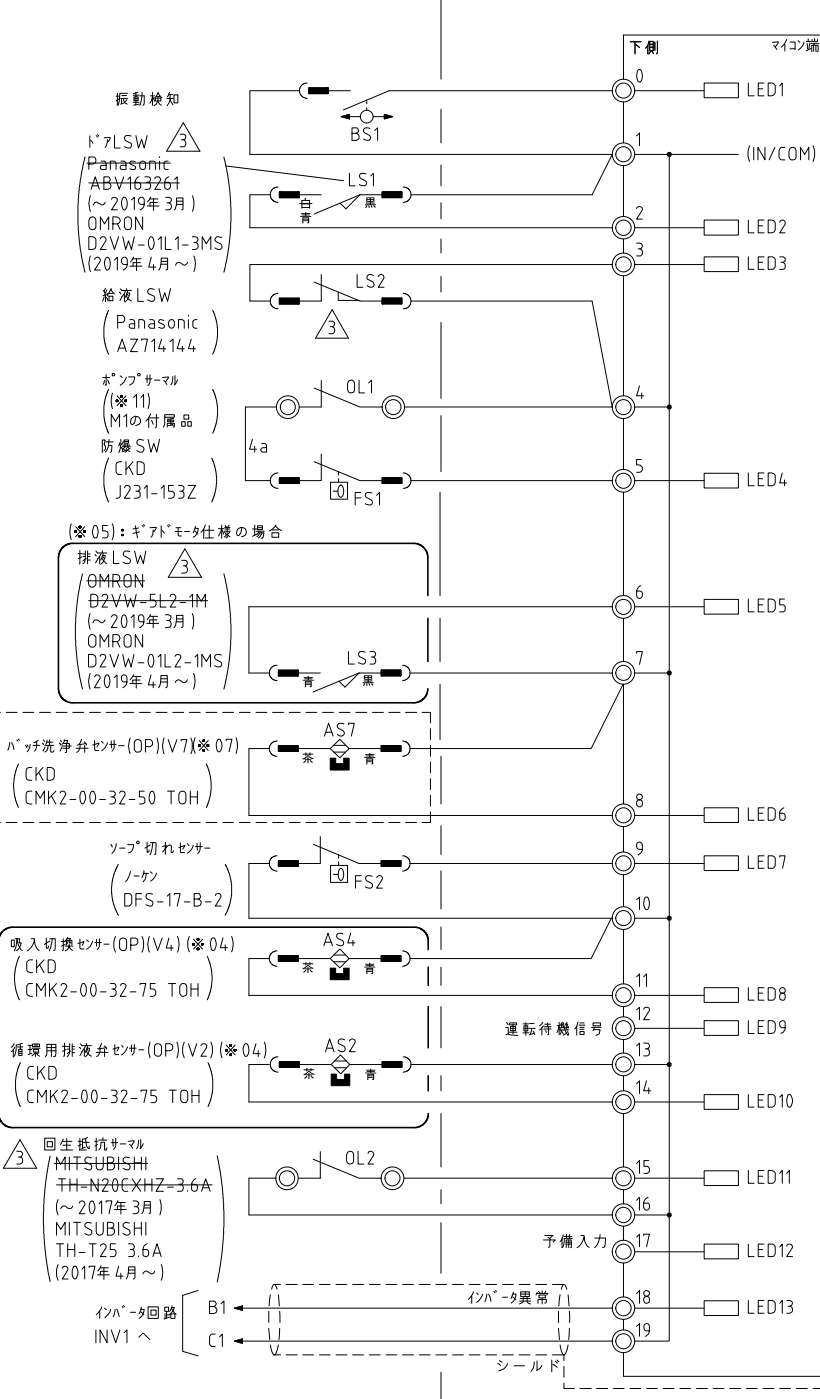 下側
マイコン端
振動検知
BS1
0
LED1
1
(IN/COM)
ドアLSW
3
Panasonic
ABV163261
(～2019年3月)
OMRON
D2VW-01L1-3MS
(2019年4月～)
LS1
白
青
黒
2
LED2
3
LED3
給液LSW
Panasonic
AZ714144
LS2
3
ポンプサーマル
(※11)
M1の付属品
OL1
4
4a
防爆SW
CKD
J231-153Z
FS1
5
LED4
(※05):ギアドモータ仕様の場合
排液LSW
3
OMRON
D2VW-5L2-1M
(～2019年3月)
OMRON
D2VW-01L2-1MS
(2019年4月～)
LS3
青
黒
6
LED5
7
バッチ洗浄弁センサー(OP)(V7)(※07)
CKD
CMK2-00-32-50 TOH
AS7
茶
青
8
LED6
ソープ切れセンサー
ノーケン
DFS-17-B-2
FS2
9
LED7
10
吸入切換センサー(OP)(V4)(※04)
CKD
CMK2-00-32-75 TOH
AS4
茶
青
11
LED8
運転待機信号
12
LED9
循環用排液弁センサー(OP)(V2)(※04)
CKD
CMK2-00-32-75 TOH
AS2
茶
青
13
14
LED10
3
回生抵抗サーマル
MITSUBISHI
TH-N20CXHZ-3.6A
(～2017年3月)
MITSUBISHI
TH-T25 3.6A
(2017年4月～)
OL2
15
LED11
16
予備入力
17
LED12
インバータ回路
INV1 へ
B1
C1
インバータ異常
18
LED13
19
シールド